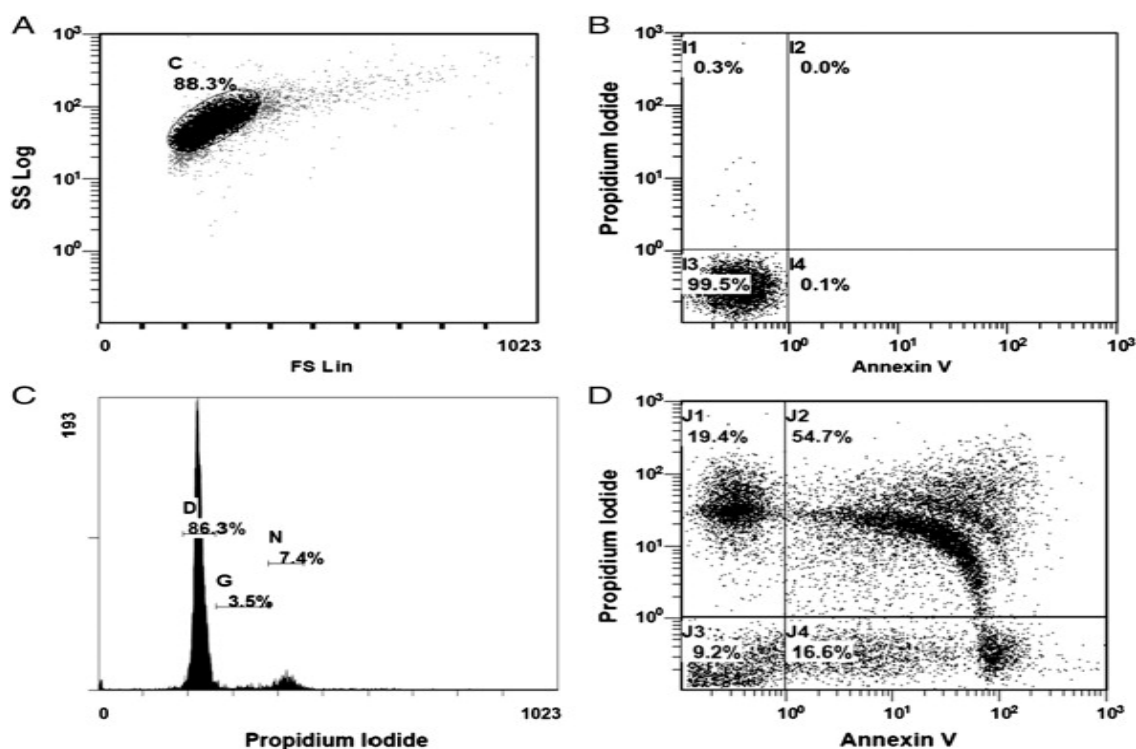 A
10³
10²
10¹
10⁰
SS Log
C
88.3%
0
1023
FS Lin
B
10³
10²
10¹
10⁰
Propidium Iodide
I1
0.3%
I2
0.0%
I3
99.5%
I4
0.1%
10⁰
10¹
10²
10³
Annexin V
C
193
D
86.3%
N
7.4%
G
3.5%
0
1023
Propidium Iodide
D
10³
10²
10¹
10⁰
Propidium Iodide
J1
19.4%
J2
54.7%
J3
9.2%
J4
16.6%
10⁰
10¹
10²
10³
Annexin V